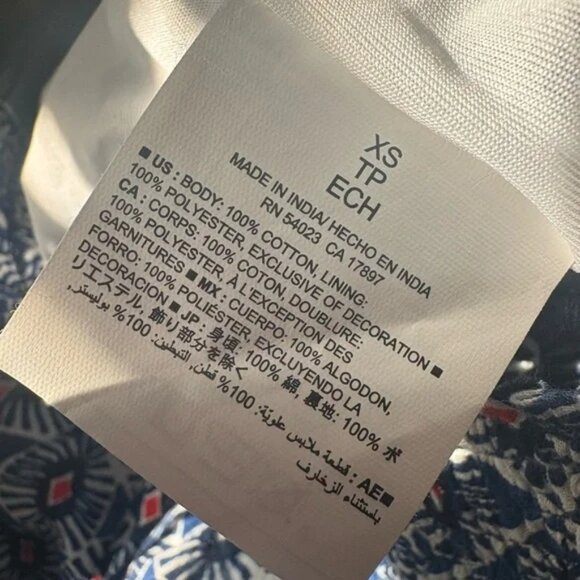 XS
TP
ECH
MADE IN INDIA/ HECHO EN INDIA
RN 54023 CA 17897
■ US : BODY: 100% COTTON, LINING:
100% POLYESTER, EXCLUSIVE OF DECORATION ■
CA : CORPS: 100% COTON, DOUBLURE:
100% POLYESTER, À L'EXCEPTION DES
GARNITURES ■ MX : CUERPO: 100% ALGODON,
FORRO: 100% POLIESTER, EXCLUYENDO LA
DECORACION ■ JP : 身頃: 100% 綿, 裏地: 100% ポ
リエステル 飾り部分を除く
■AE : قطعة ملابس علوية: 100% قطن, التبطين: 100% بوليستر,
باستثناء الزخارف